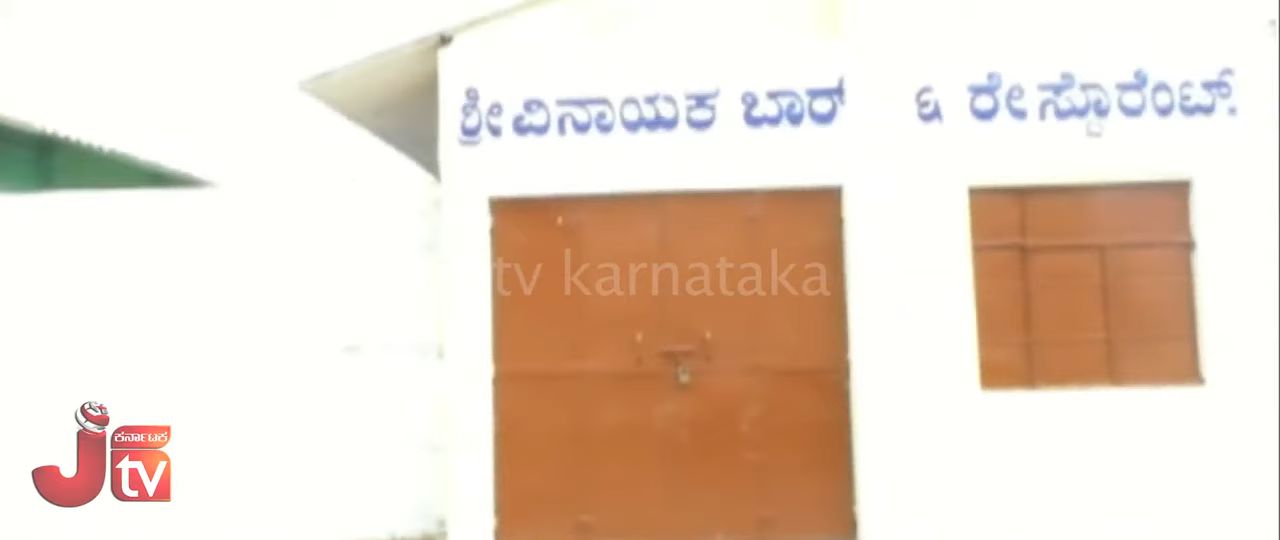 ಶ್ರೀ ವಿನಾಯಕ ಬಾರ್ & ರೇಸ್ಟೊರೆಂಟ್.
tv karnataka
ಕರ್ನಾಟಕ
J tv